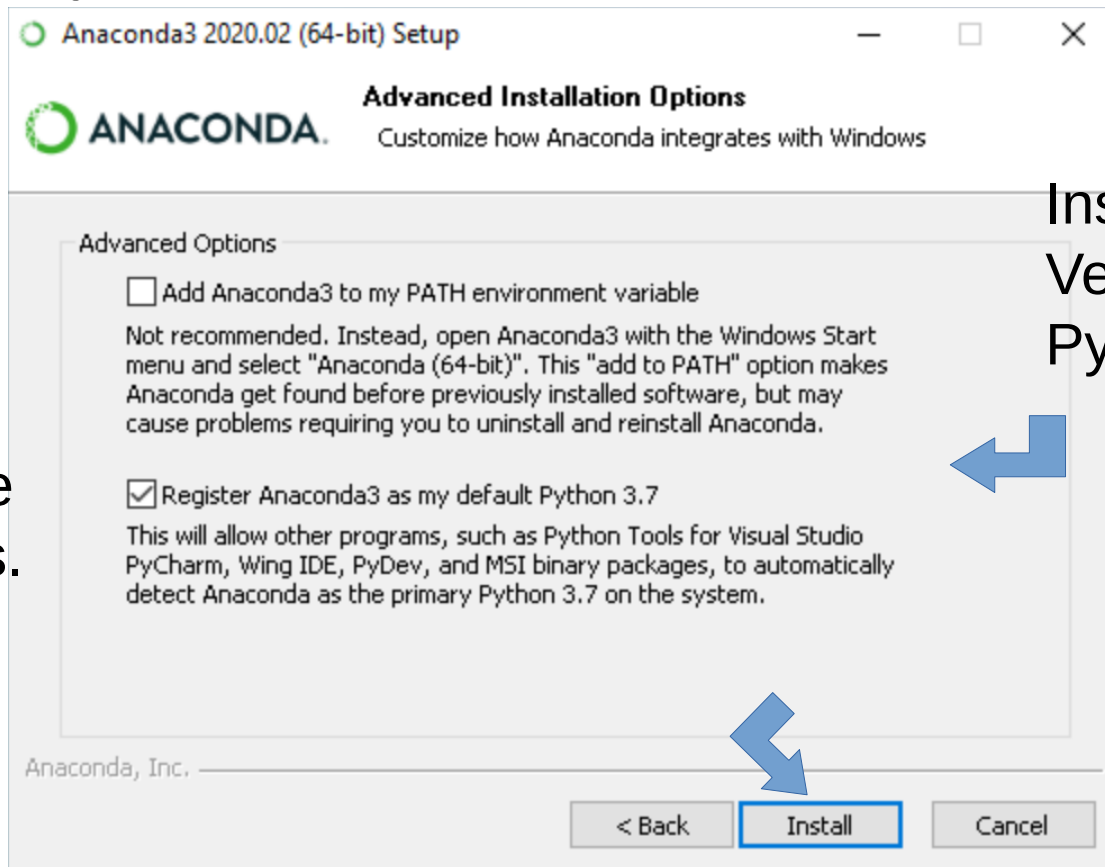 Anaconda3 2020.02 (64-bit) Setup
ANACONDA.
Advanced Installation Options
Customize how Anaconda integrates with Windows
Advanced Options
Add Anaconda3 to my PATH environment variable
Not recommended. Instead, open Anaconda3 with the Windows Start
menu and select "Anaconda (64-bit)". This "add to PATH" option makes
Anaconda get found before previously installed software, but may
cause problems requiring you to uninstall and reinstall Anaconda.
Register Anaconda3 as my default Python 3.7
This will allow other programs, such as Python Tools for Visual Studio
PyCharm, Wing IDE, PyDev, and MSI binary packages, to automatically
detect Anaconda as the primary Python 3.7 on the system.
Anaconda, Inc.
< Back
Install
Cancel